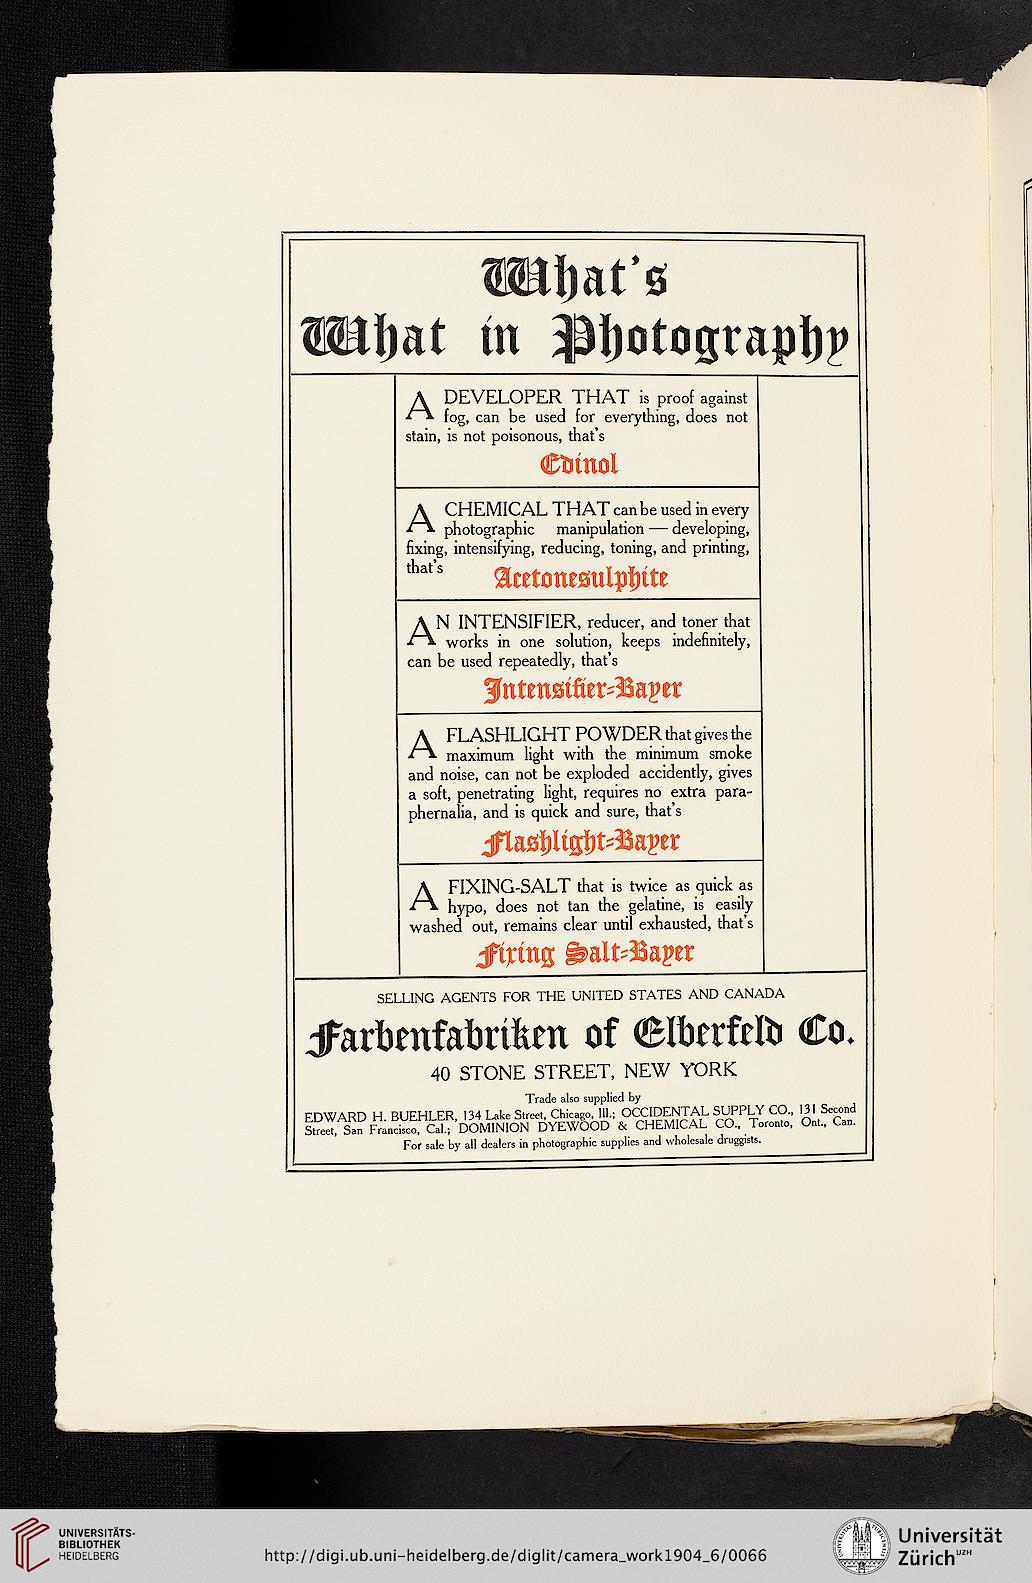 What's
What in Photography
A DEVELOPER THAT is proof against
fog, can be used for everything, does not
stain, is not poisonous, that's
Edinol
A CHEMICAL THAT can be used in every
photographic manipulation — developing,
fixing, intensifying, reducing, toning, and printing,
that's
Acetonesulphite
AN INTENSIFIER, reducer, and toner that
works in one solution, keeps indefinitely,
can be used repeatedly, that's
Intensifier-Bayer
A FLASHLIGHT POWDER that gives the
maximum light with the minimum smoke
and noise, can not be exploded accidently, gives
a soft, penetrating light, requires no extra para-
phernalia, and is quick and sure, that's
Flashlight-Bayer
A FIXING-SALT that is twice as quick as
hypo, does not tan the gelatine, is easily
washed out, remains clear until exhausted, that's
Fixing Salt-Bayer
SELLING AGENTS FOR THE UNITED STATES AND CANADA
Farbenfabriken of Elberfeld Co.
40 STONE STREET, NEW YORK
Trade also supplied by
EDWARD H. BUEHLER, 134 Lake Street, Chicago, Ill.; OCCIDENTAL SUPPLY CO., 131 Second
Street, San Francisco, Cal.; DOMINION DYEWOOD & CHEMICAL CO., Toronto, Ont., Can.
For sale by all dealers in photographic supplies and wholesale druggists.
UNIVERSITÄTS-
BIBLIOTHEK
HEIDELBERG
http://digi.ub.uni-heidelberg.de/diglit/camera_work1904_6/0066
Universität
Zürich UZH